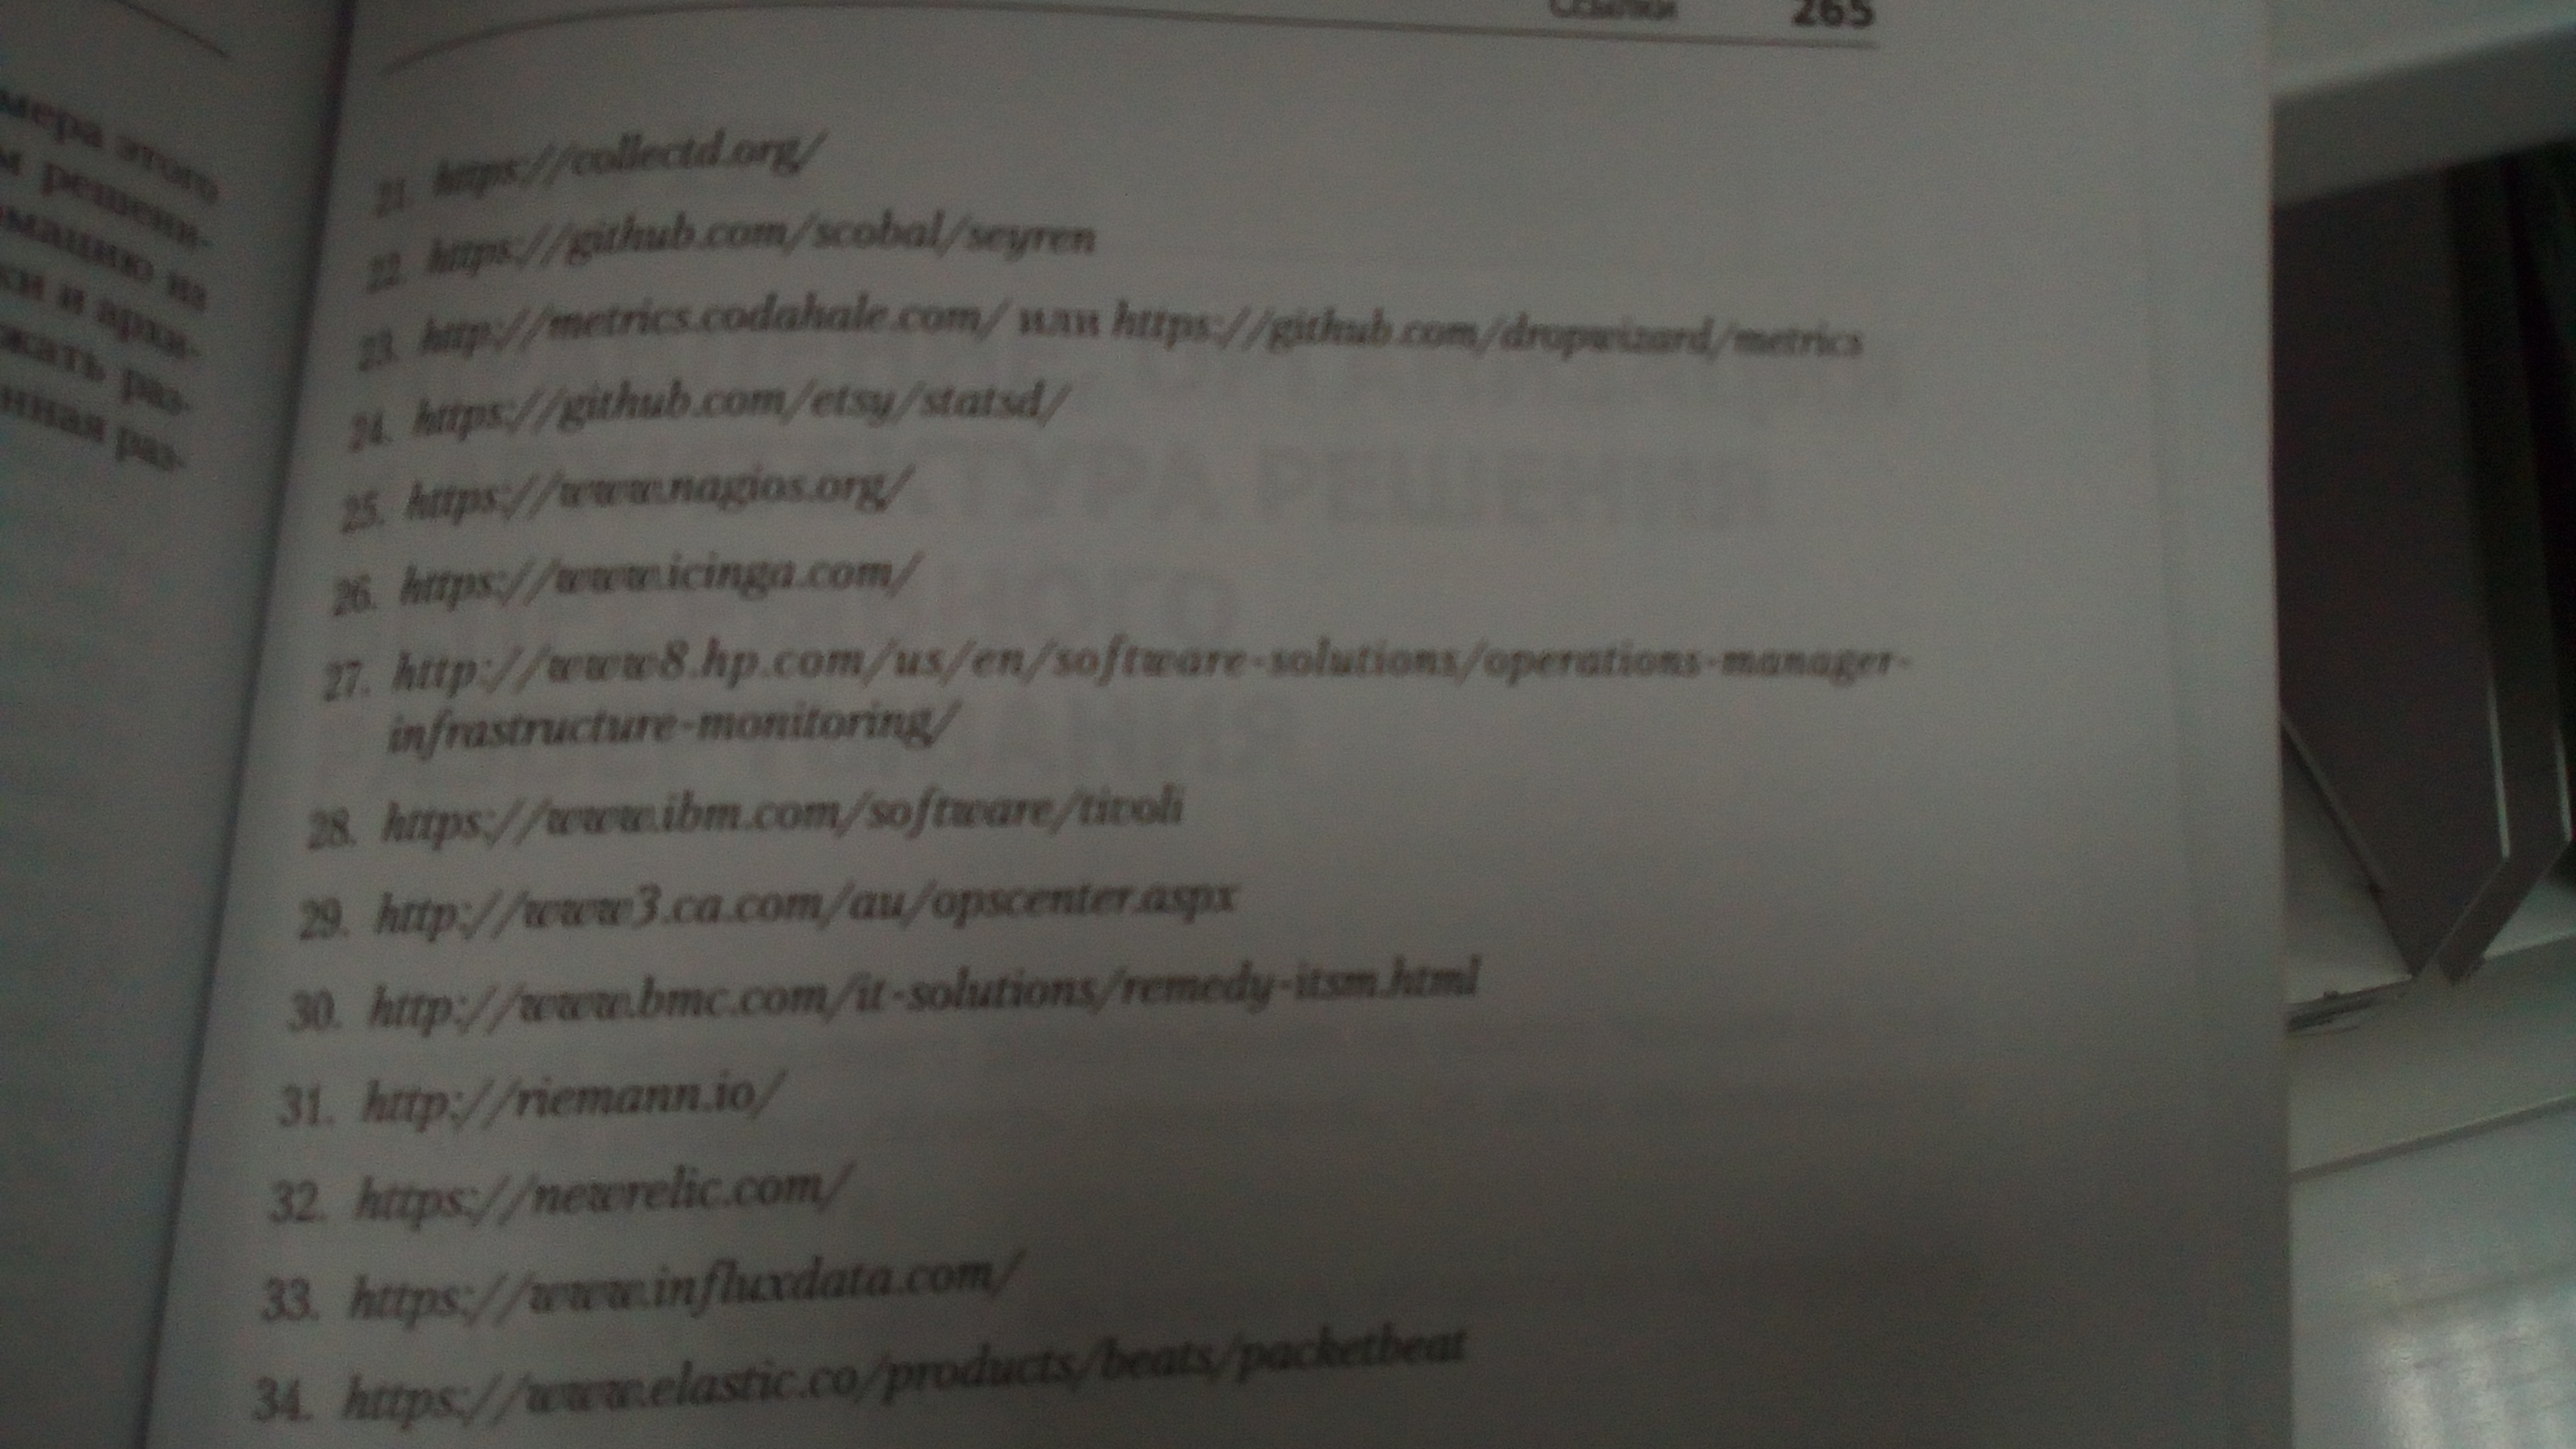 Ссылки 265
мера этого
м решени-
мацию из
ки и архи-
жать раз-
нная раз-
21. https://collectd.org/
22. https://github.com/scobal/seyren
23. http://metrics.codahale.com/ или https://github.com/dropwizard/metrics
24. https://github.com/etsy/statsd/
25. https://www.nagios.org/
26. https://www.icinga.com/
27. http://www8.hp.com/us/en/software-solutions/operations-manager-
infrastructure-monitoring/
28. https://www.ibm.com/software/tivoli
29. http://www3.ca.com/au/opscenter.aspx
30. http://www.bmc.com/it-solutions/remedy-itsm.html
31. http://riemann.io/
32. https://newrelic.com/
33. https://www.influxdata.com/
34. https://www.elastic.co/products/beats/packetbeat